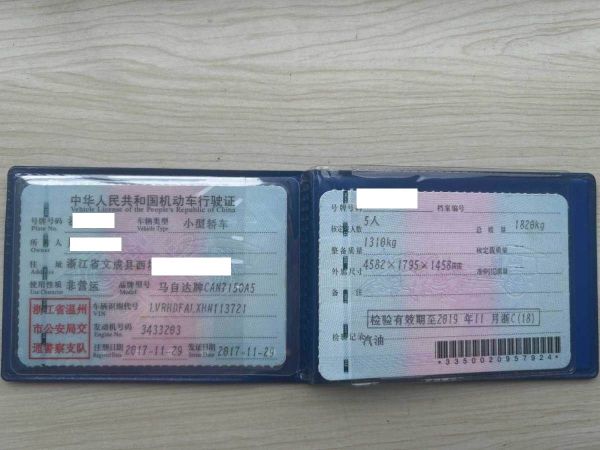 中华人民共和国机动车行驶证
Vehicle License of the People's Republic of China
号牌号码 车辆类型 小型轿车
Plate No. Vehicle Type
所有人
Owner
住址 浙江省文成县西
Address
使用性质 非营运 品牌型号 马自达牌CAM7150A5
Use Character Model
浙江省温州市公安局交通警察支队
车辆识别代号 LVRHDFALXHN113721
VIN
发动机号码 3433203
Engine No.
注册日期 2017-11-29 发证日期 2017-11-29
Register Date Issue Date
号牌号码 档案编号
核定载人数 5人 总质量 1820kg
整备质量 1310kg 核定载质量
外廓尺寸 4582×1795×1458mm 准牵引总质量
备注
检验有效期至2019年11月浙C(18)
检验记录 汽油
*3350020957924*